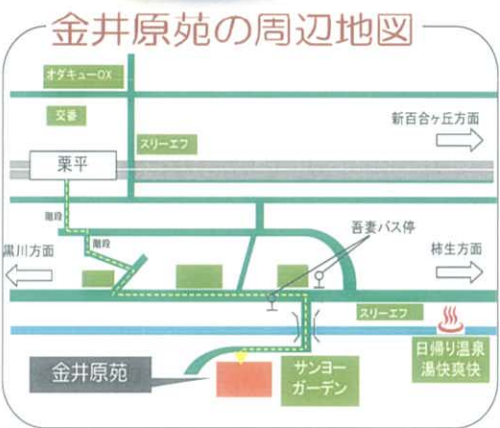 金井原苑の周辺地図
オダキューOX
交番
スリーエフ
新百合ヶ丘方面
栗平
階段
吾妻バス停
階段
黒川方面
柿生方面
スリーエフ
日帰り温泉
湯快爽快
サンヨー
ガーデン
金井原苑